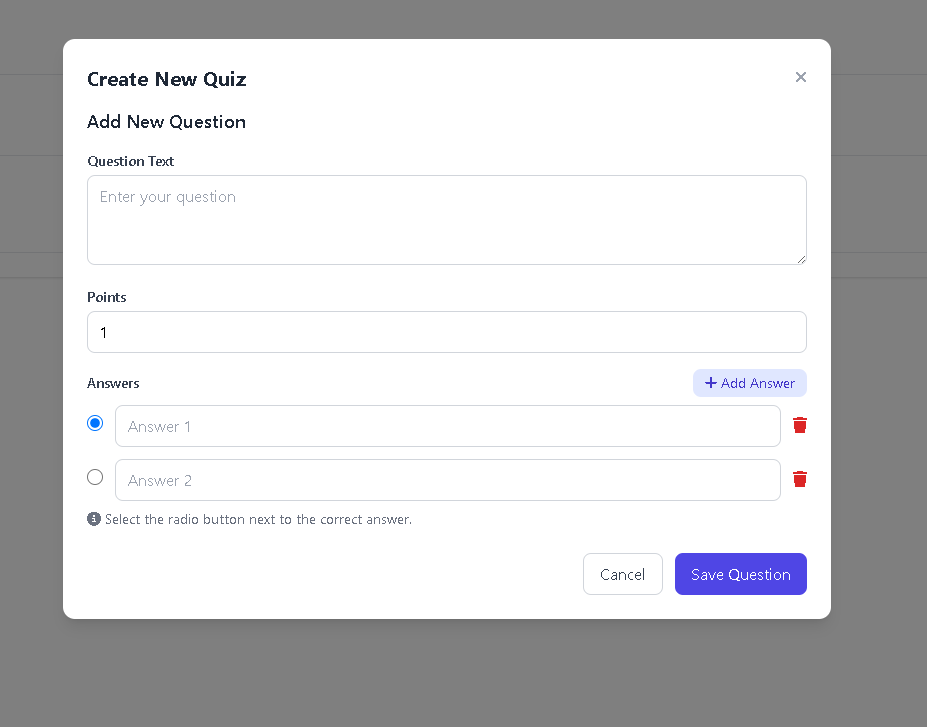 Create New Quiz
Add New Question
Question Text
Enter your question
Points
1
Answers
Add Answer
Answer 1
Answer 2
Select the radio button next to the correct answer.
Cancel
Save Question